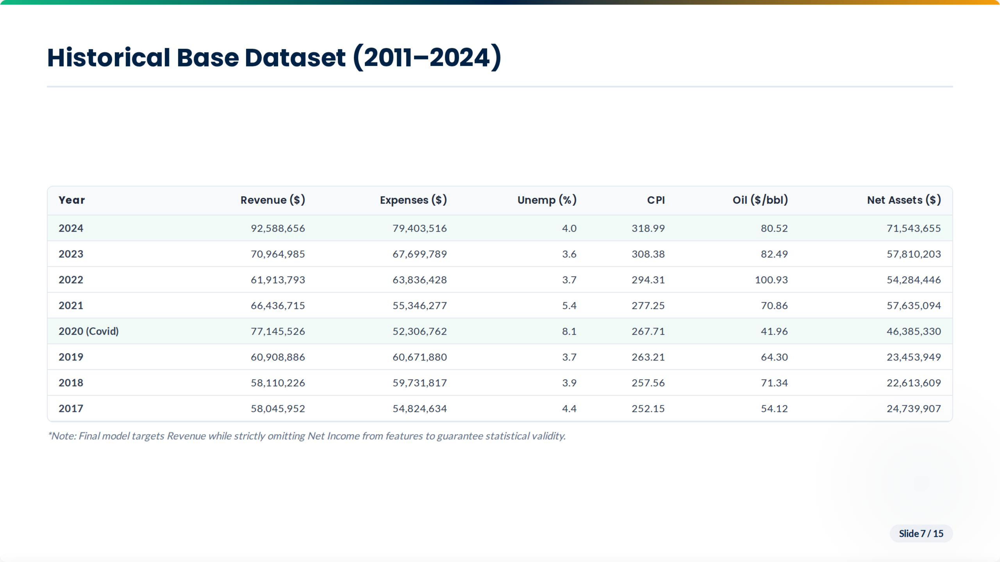 Historical Base Dataset (2011–2024)
Year Revenue ($) Expenses ($) Unemp (%) CPI Oil ($/bbl) Net Assets ($)
2024 92,588,656 79,403,516 4.0 318.99 80.52 71,543,655
2023 70,964,985 67,699,789 3.6 308.38 82.49 57,810,203
2022 61,913,793 63,836,428 3.7 294.31 100.93 54,284,446
2021 66,436,715 55,346,277 5.4 277.25 70.86 57,635,094
2020 (Covid) 77,145,526 52,306,762 8.1 267.71 41.96 46,385,330
2019 60,908,886 60,671,880 3.7 263.21 64.30 23,453,949
2018 58,110,226 59,731,817 3.9 257.56 71.34 22,613,609
2017 58,045,952 54,824,634 4.4 252.15 54.12 24,739,907
*Note: Final model targets Revenue while strictly omitting Net Income from features to guarantee statistical validity.
Slide 7 / 15